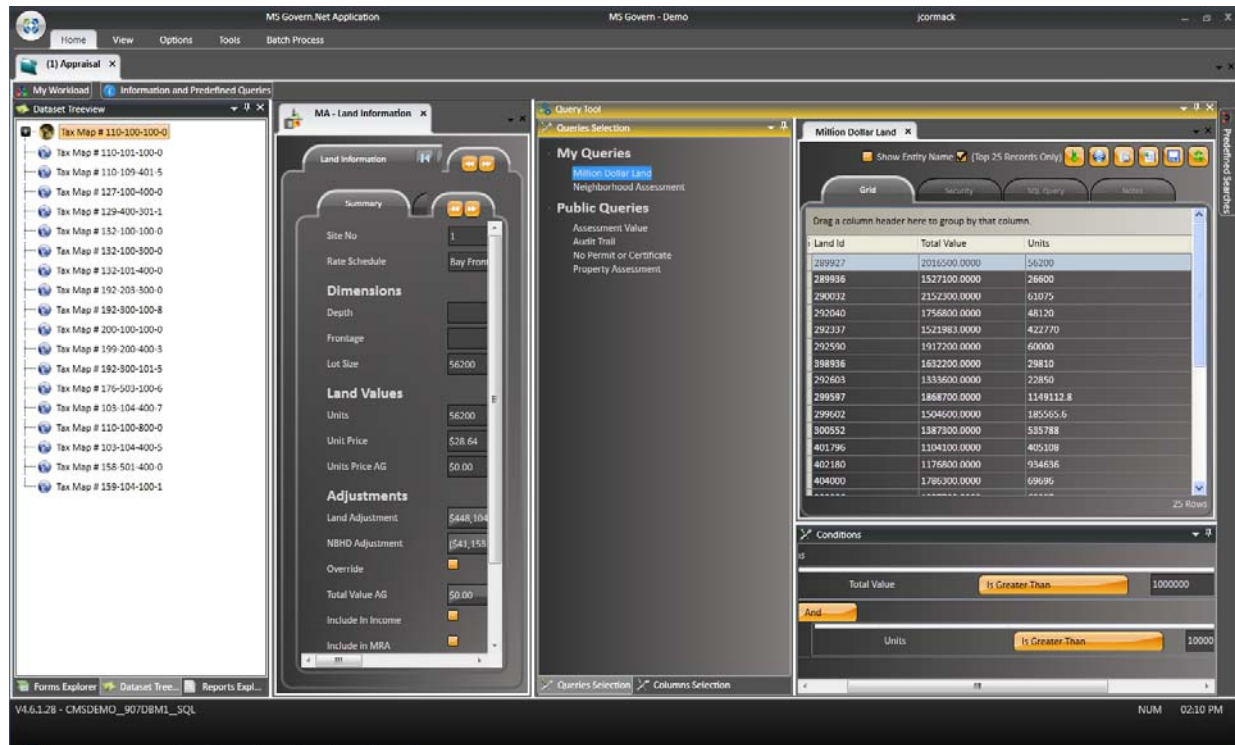 MS Govern.Net Application MS Govern - Demo jcormack
Home View Options Tools Batch Process
(1) Appraisal
My Workload Information and Predefined Queries
Dataset Treeview
Tax Map # 110-100-100-0
Tax Map # 110-101-100-0
Tax Map # 110-109-401-5
Tax Map # 127-100-400-0
Tax Map # 129-400-301-1
Tax Map # 132-100-100-0
Tax Map # 132-100-300-0
Tax Map # 132-101-400-0
Tax Map # 192-203-300-0
Tax Map # 192-300-100-8
Tax Map # 200-100-100-0
Tax Map # 199-200-400-3
Tax Map # 192-300-101-5
Tax Map # 176-503-100-6
Tax Map # 103-104-400-7
Tax Map # 110-100-800-0
Tax Map # 103-104-400-5
Tax Map # 158-501-400-0
Tax Map # 159-104-100-1
Forms Explorer Dataset Tree... Reports Expl...
MA - Land Information
Land Information
Summary
Site No 1
Rate Schedule Bay Fron
Dimensions
Depth
Frontage
Lot Size 56200
Land Values
Units 56200
Unit Price $28.64
Units Price AG $0.00
Adjustments
Land Adjustment $448,104
NBHD Adjustment ($41,153
Override
Total Value AG $0.00
Include In Income
Include in MRA
Query Tool
Queries Selection
My Queries
Million Dollar Land
Neighborhood Assessment
Public Queries
Assessment Value
Audit Trail
No Permit or Certificate
Property Assessment
Queries Selection Columns Selection
Million Dollar Land
Show Entity Name (Top 25 Records Only)
Grid Security SQL Query Notes
Drag a column header here to group by that column.
Land Id Total Value Units
289927 2016500.0000 56200
289936 1527100.0000 26600
290032 2152300.0000 61075
292040 1756800.0000 48120
292337 1521983.0000 422770
292590 1917200.0000 60000
398936 1632200.0000 29810
292603 1333600.0000 22850
299597 1868700.0000 1149112.8
299602 1504600.0000 185565.6
300552 1387300.0000 535788
401796 1104100.0000 405108
402180 1176800.0000 934636
404000 1786300.0000 69696
25 Rows
Predefined Searches
Conditions
Total Value Is Greater Than 1000000
And
Units Is Greater Than 10000
V4.6.1.28 - CMSDEMO_907DBM1_SQL NUM 02:10 PM